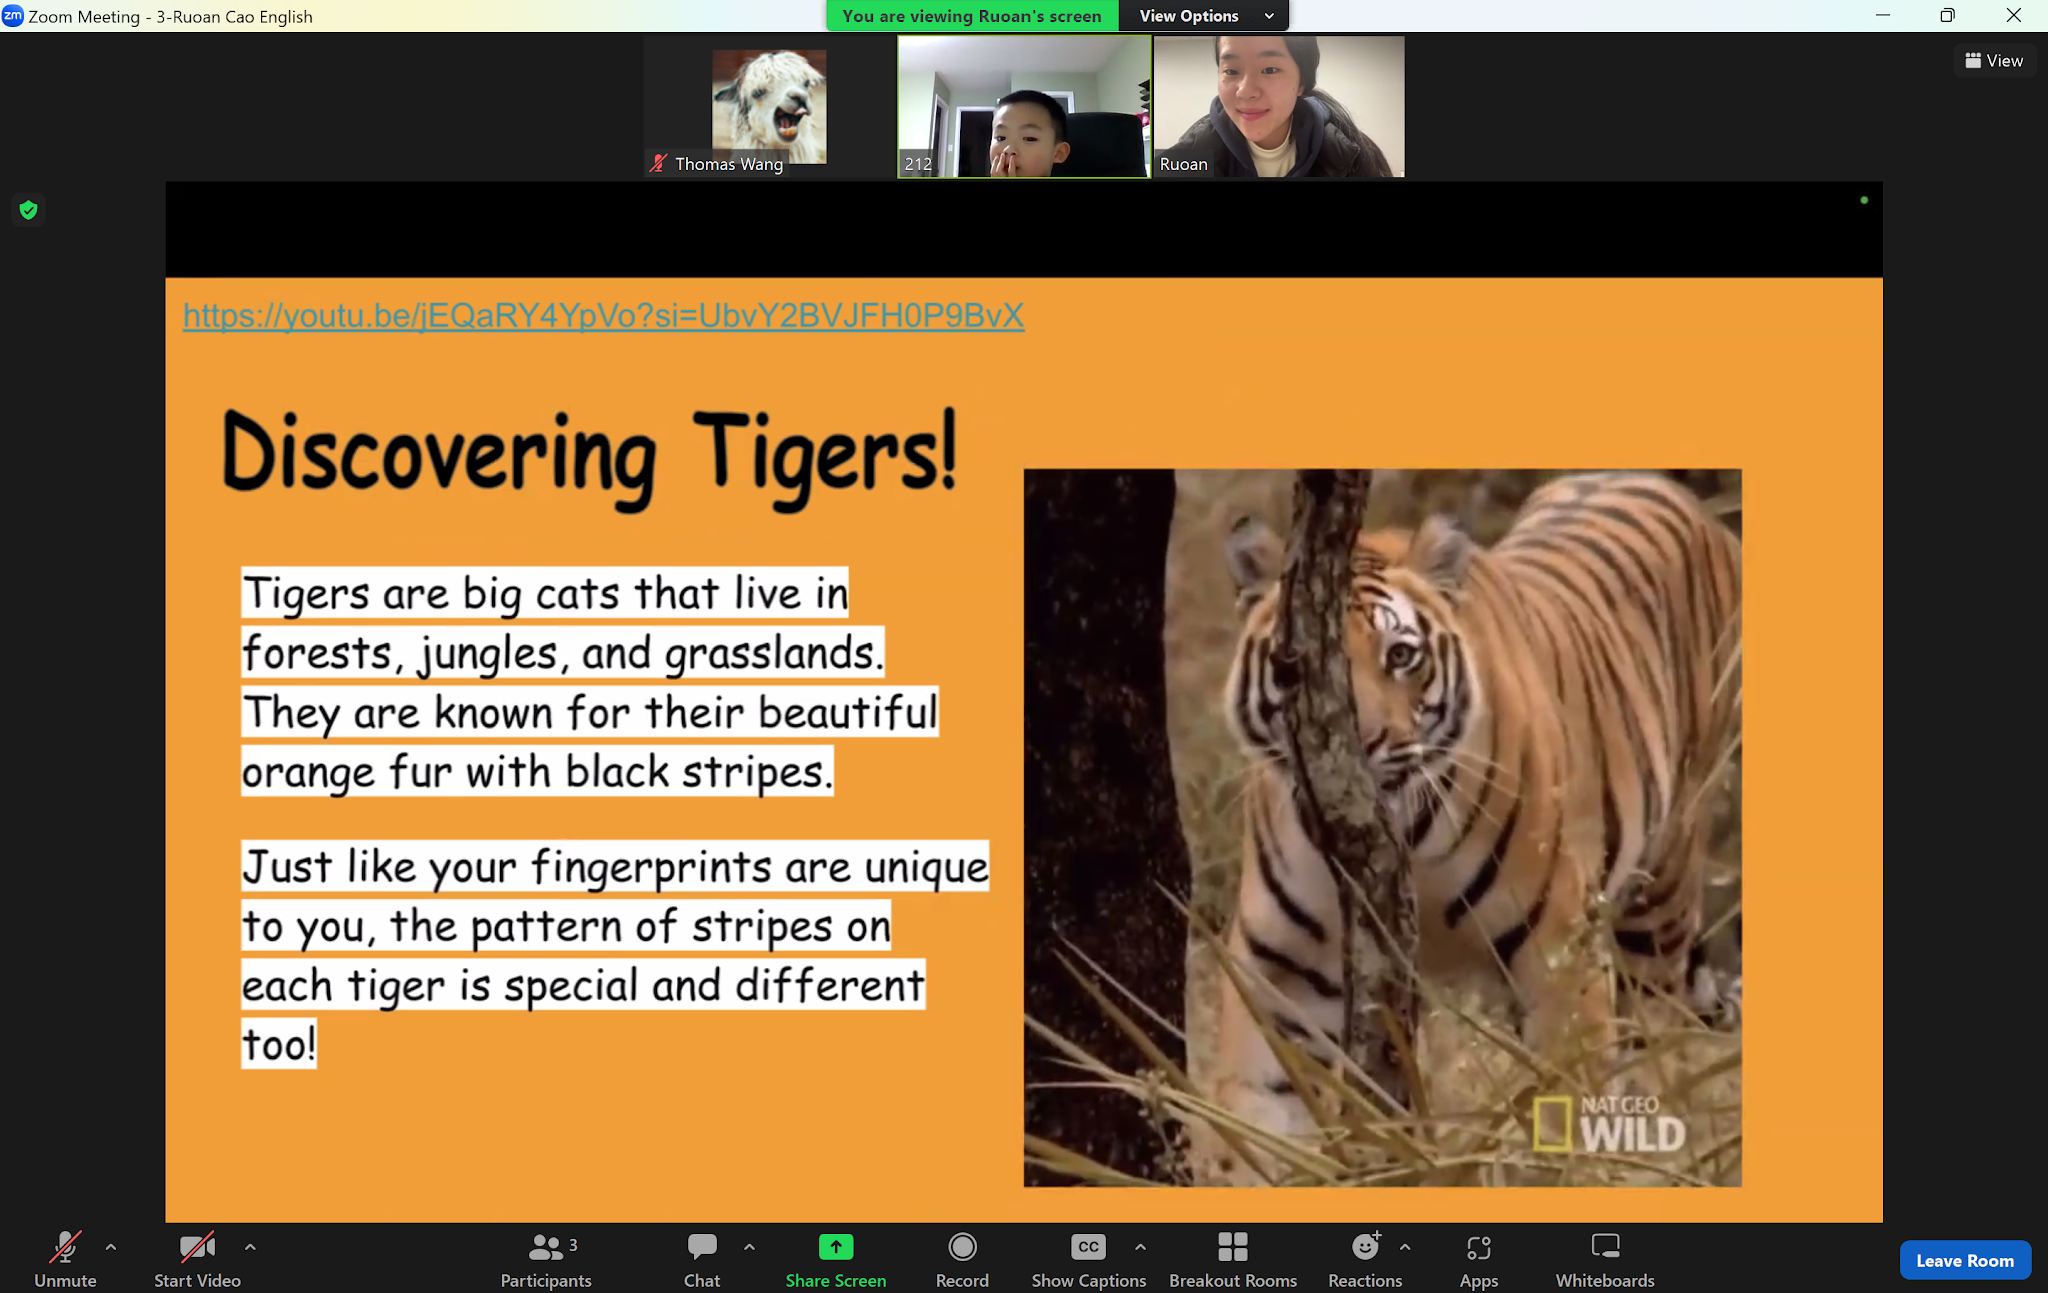 zm Zoom Meeting - 3-Ruoan Cao English
You are viewing Ruoan's screen
View Options
View
Thomas Wang
212
Ruoan
https://youtu.be/jEQaRY4YpVo?si=UbvY2BVJFH0P9BvX
Discovering Tigers!
Tigers are big cats that live in
forests, jungles, and grasslands.
They are known for their beautiful
orange fur with black stripes.
Just like your fingerprints are unique
to you, the pattern of stripes on
each tiger is special and different
too!
NAT GEO
WILD
3
CC
Unmute
Start Video
Participants
Chat
Share Screen
Record
Show Captions
Breakout Rooms
Reactions
Apps
Whiteboards
Leave Room